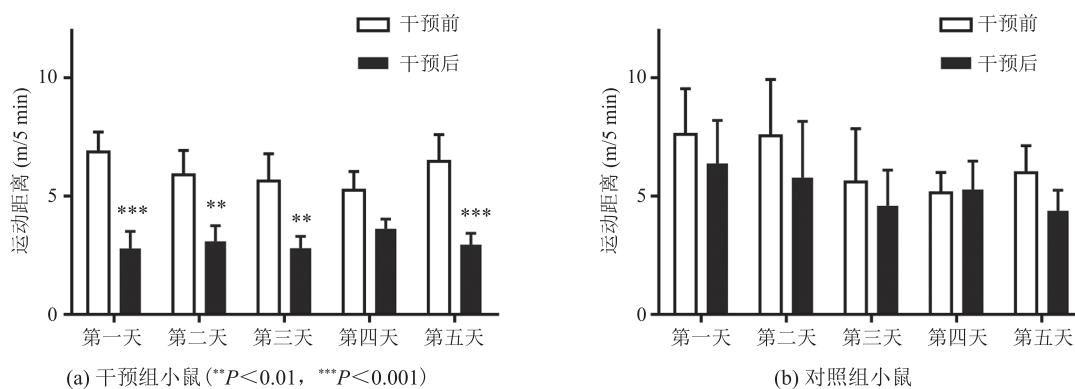 干预前
干预后
10
5
0
运动距离 (m/5 min)
***
**
**
***
第一天
第二天
第三天
第四天
第五天
(a) 干预组小鼠(**P<0.01，***P<0.001)
干预前
干预后
10
5
0
运动距离 (m/5 min)
第一天
第二天
第三天
第四天
第五天
(b) 对照组小鼠